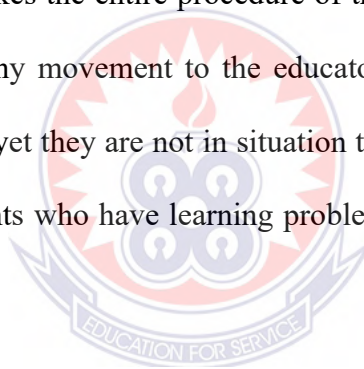 kes the entire procedure of t
ny movement to the educato
yet they are not in situation t
nts who have learning proble
EDUCATION FOR SERVICE